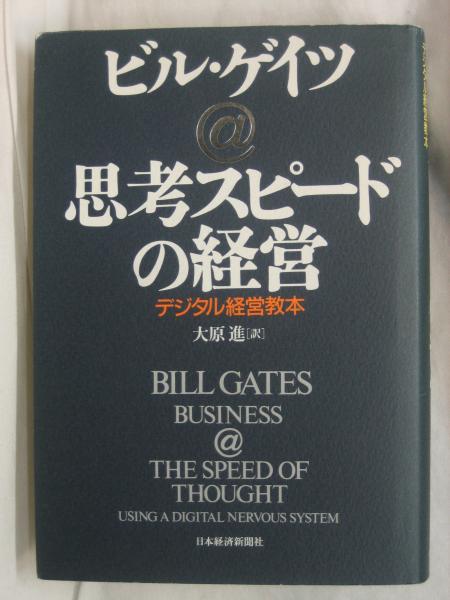 ビル・ゲイツ
@
思考スピード
の経営
デジタル経営教本
大原 進[訳]
BILL GATES
BUSINESS
@
THE SPEED OF
THOUGHT
USING A DIGITAL NERVOUS SYSTEM
日本経済新聞社